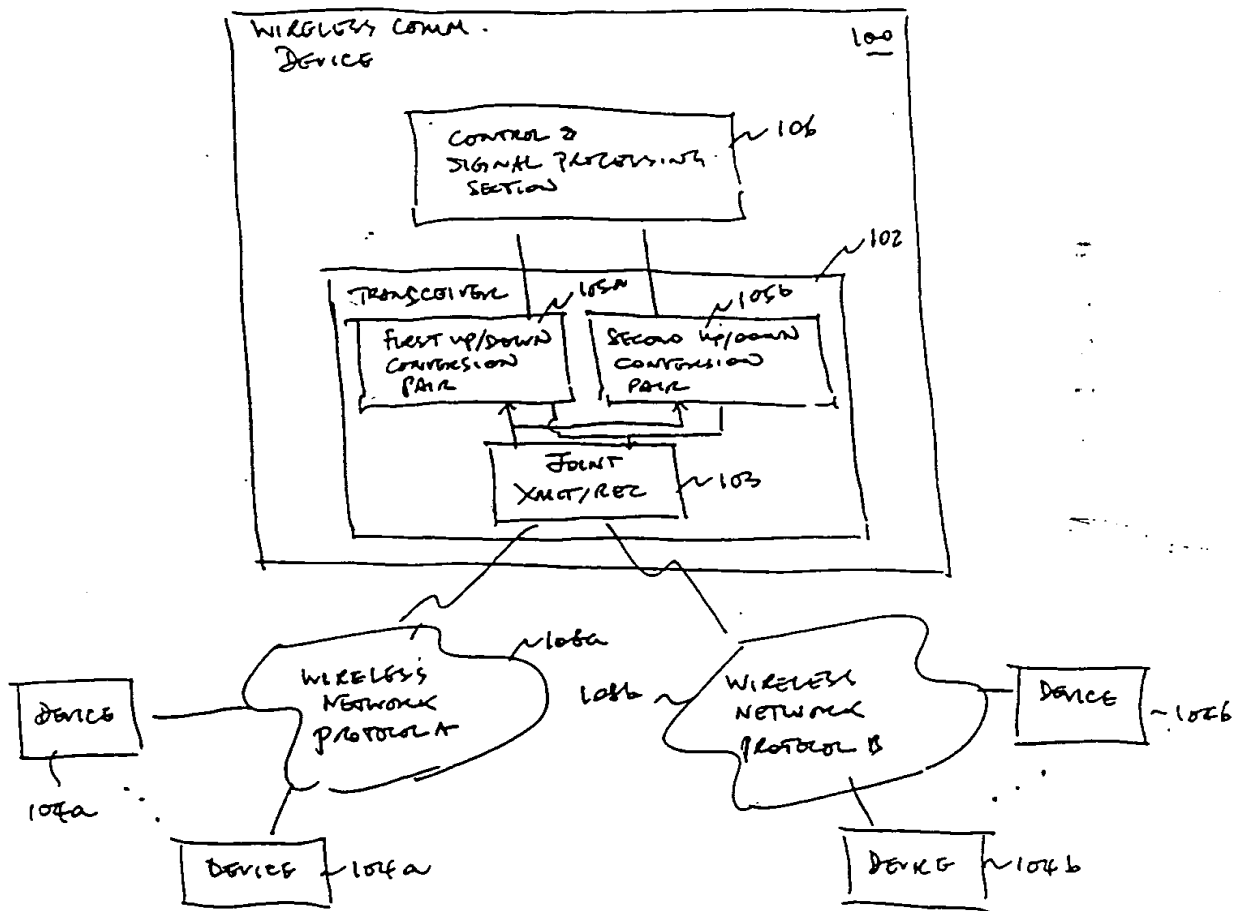 WIRELESS COMM.
DEVICE
100
CONTROL &
SIGNAL PROCESSING
SECTION
106
102
TRANSCEIVER
105a
105b
FIRST UP/DOWN
CONVERSION
PAIR
SECOND UP/DOWN
CONVERSION
PAIR
JOINT
XMIT/REC
103
108a
WIRELESS
NETWORK
PROTOCOL A
108b
WIRELESS
NETWORK
PROTOCOL B
DEVICE
104a
DEVICE
104b
DEVICE
104a
DEVICE
104b